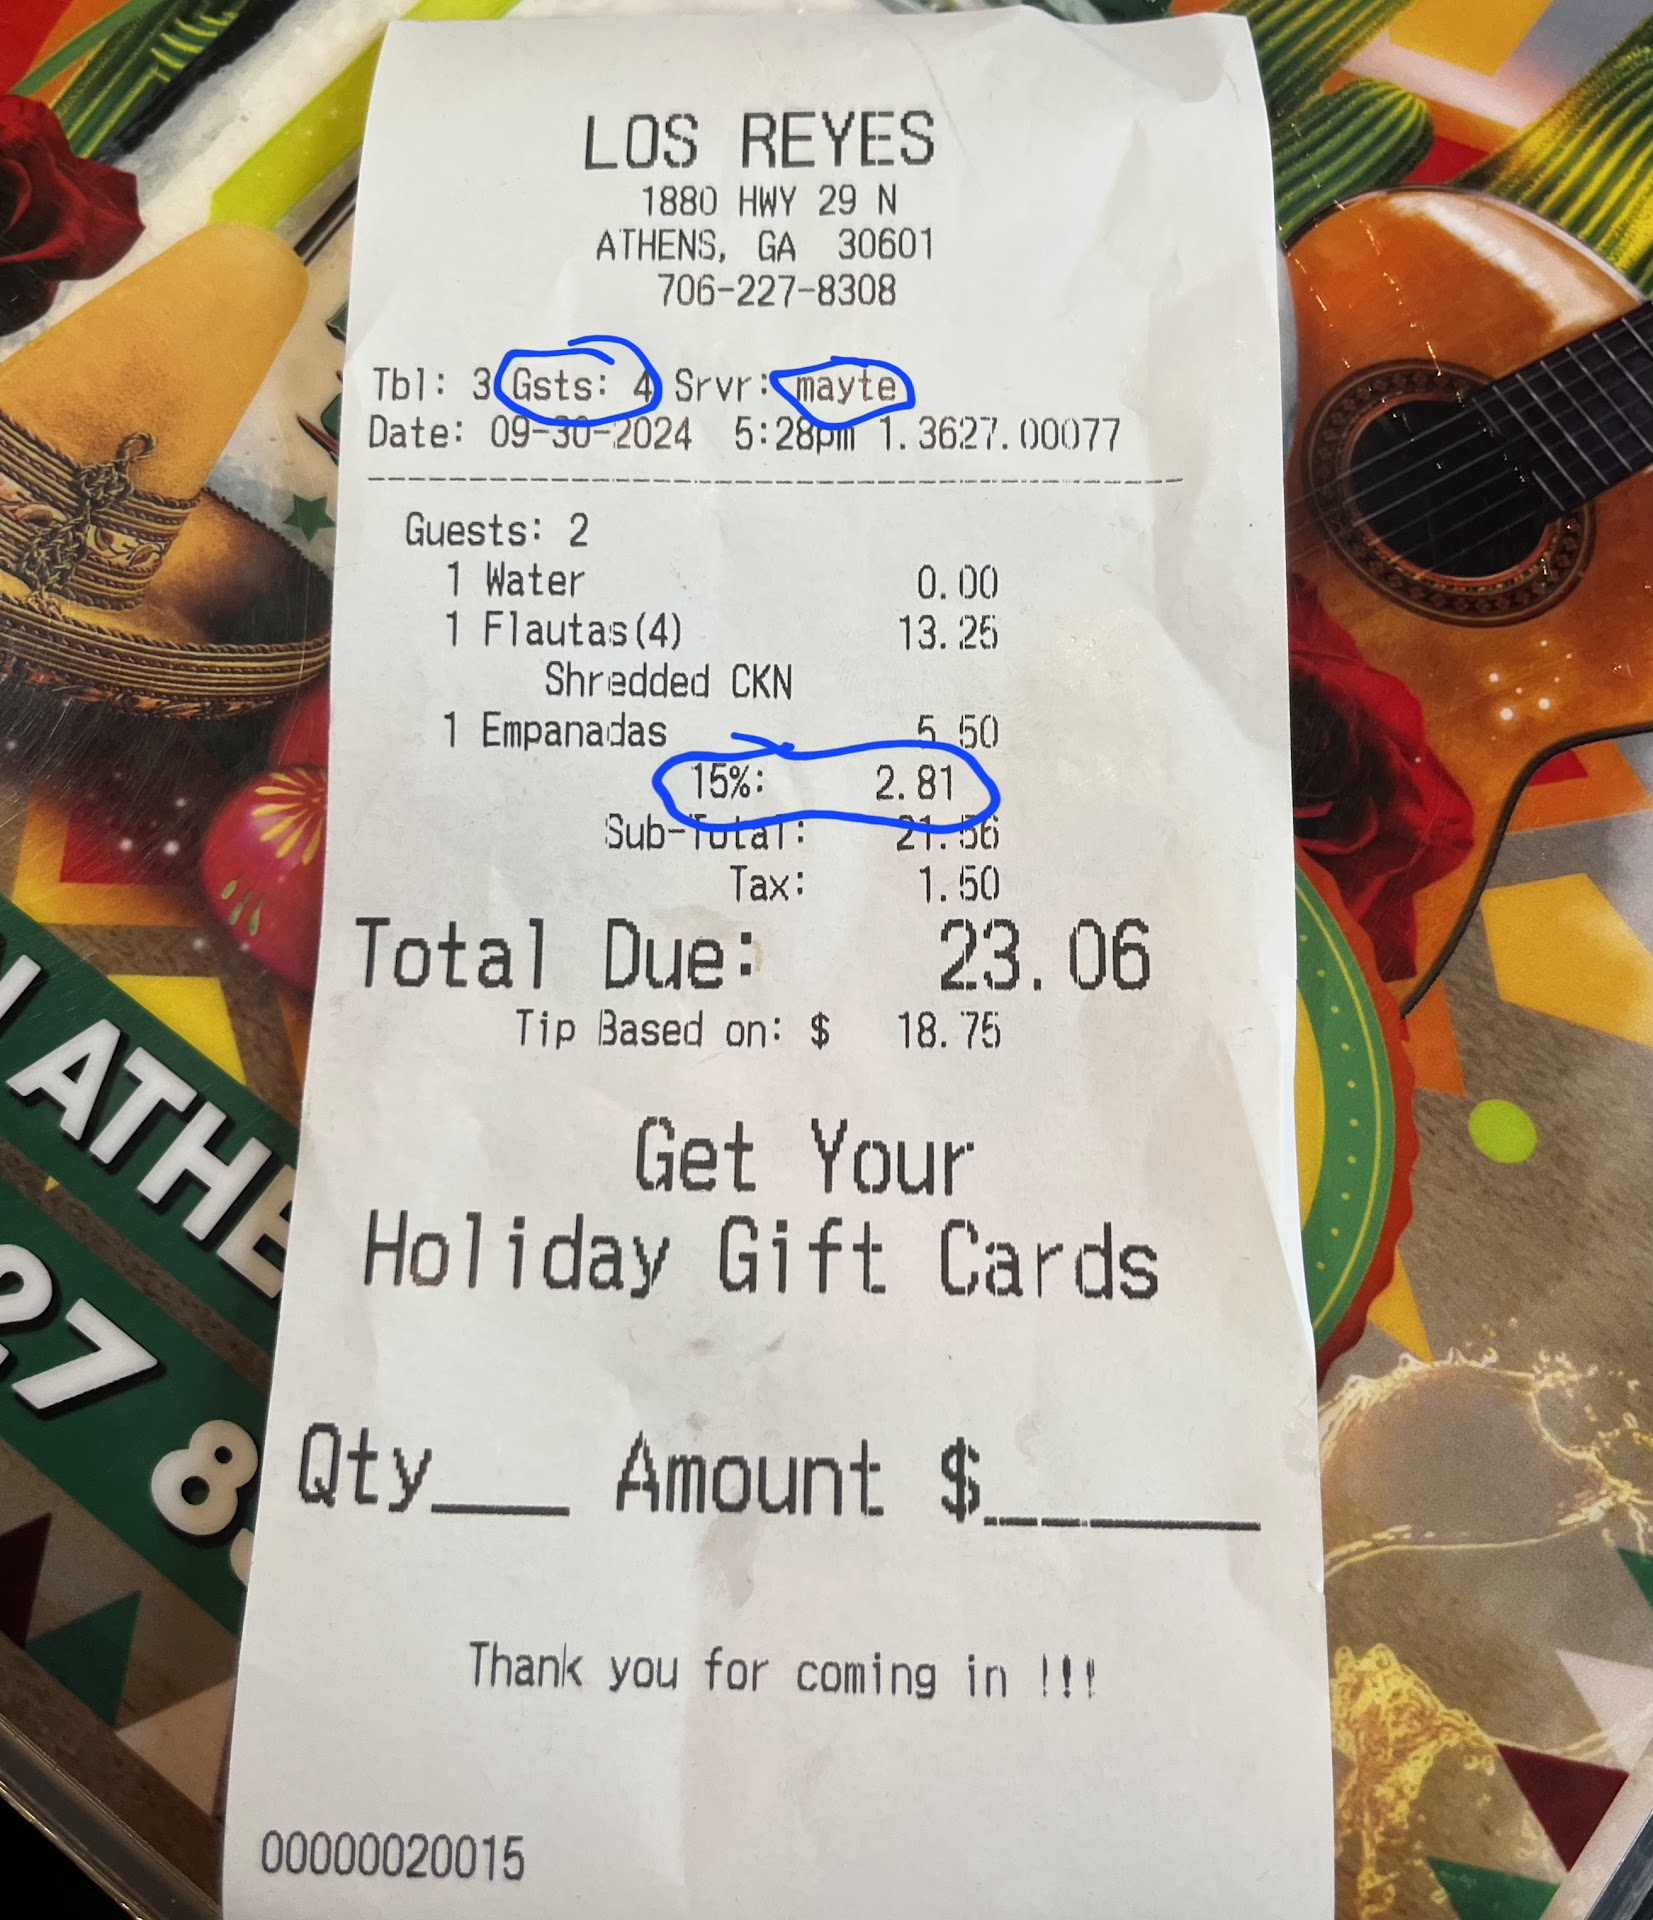 LOS REYES
1880 HWY 29 N
ATHENS, GA 30601
706-227-8308
Tbl: 3 Gsts: 4 Srvr: mayte
Date: 09-30-2024 5:28pm 1.3627.00077
Guests: 2
1 Water 0.00
1 Flautas(4) 13.25
Shredded CKN
1 Empanadas 5.50
15%: 2.81
Sub-Total: 21.56
Tax: 1.50
Total Due: 23.06
Tip Based on: $ 18.75
Get Your
Holiday Gift Cards
Qty___ Amount $______
Thank you for coming in !!!
00000020015
N ATHE
27 8